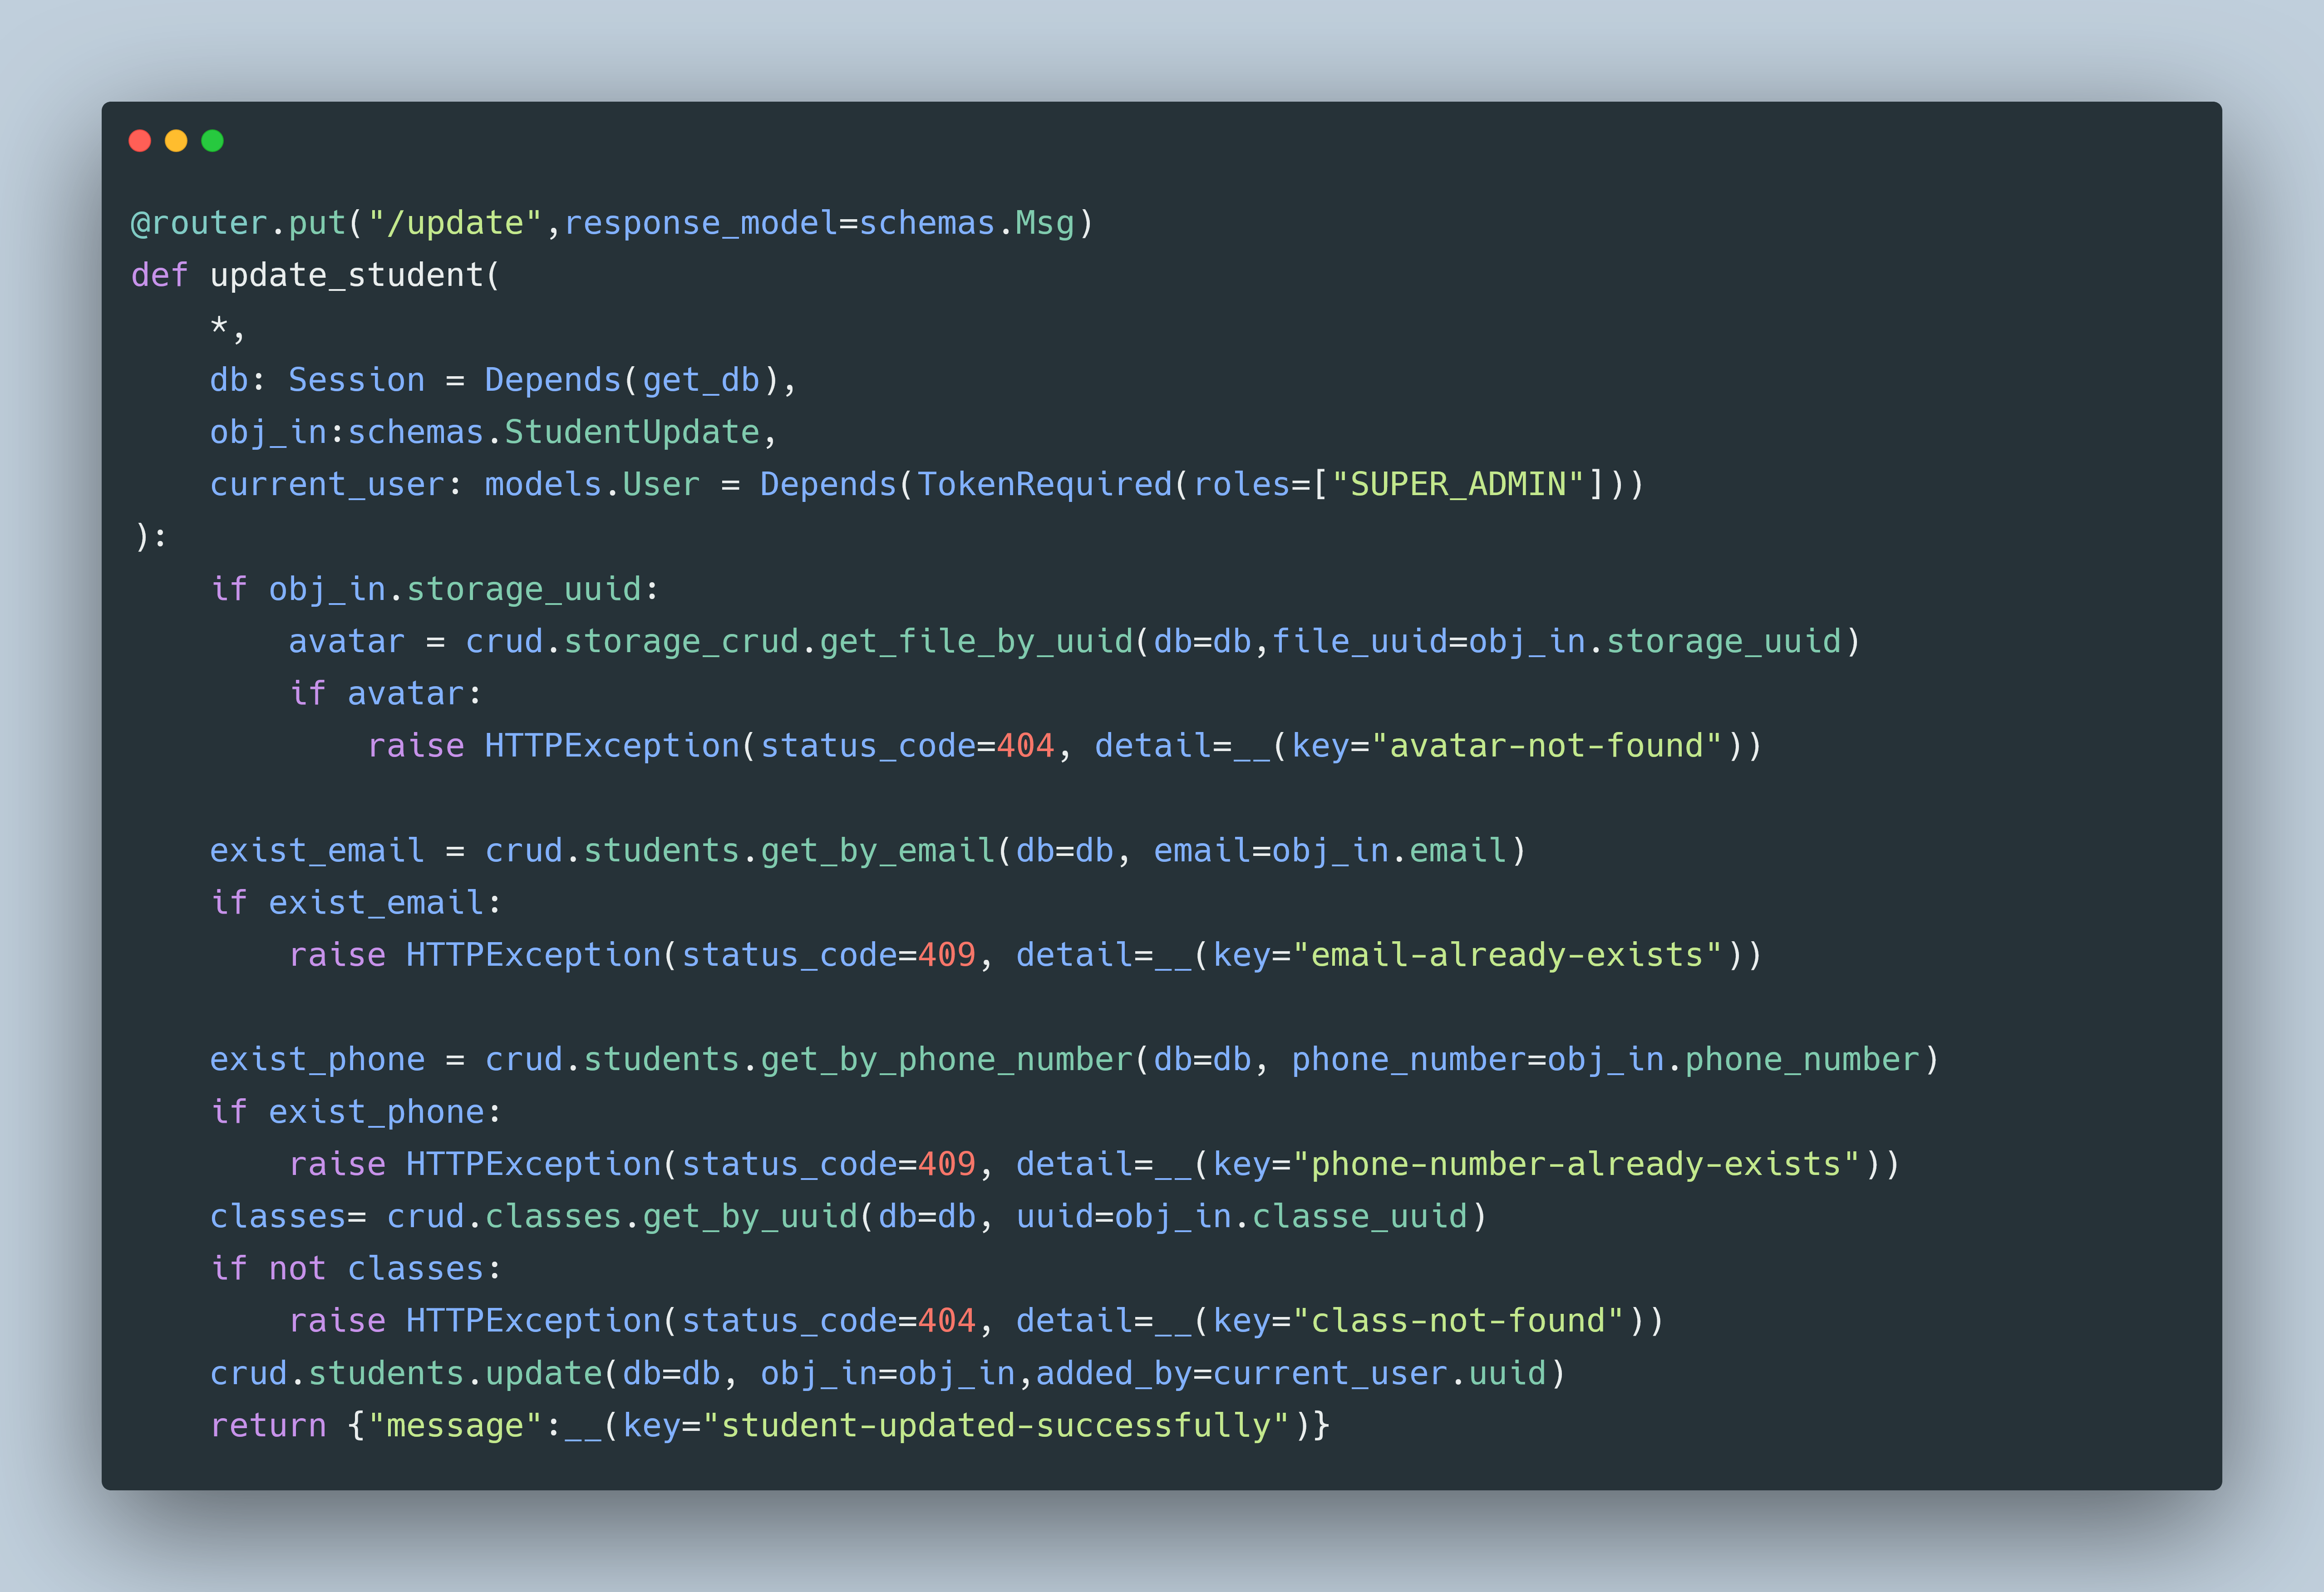 @router.put("/update",response_model=schemas.Msg)
def update_student(
    *,
    db: Session = Depends(get_db),
    obj_in:schemas.StudentUpdate,
    current_user: models.User = Depends(TokenRequired(roles=["SUPER_ADMIN"]))
):
    if obj_in.storage_uuid:
        avatar = crud.storage_crud.get_file_by_uuid(db=db,file_uuid=obj_in.storage_uuid)
        if avatar:
            raise HTTPException(status_code=404, detail=__(key="avatar-not-found"))

    exist_email = crud.students.get_by_email(db=db, email=obj_in.email)
    if exist_email:
        raise HTTPException(status_code=409, detail=__(key="email-already-exists"))

    exist_phone = crud.students.get_by_phone_number(db=db, phone_number=obj_in.phone_number)
    if exist_phone:
        raise HTTPException(status_code=409, detail=__(key="phone-number-already-exists"))
    classes= crud.classes.get_by_uuid(db=db, uuid=obj_in.classe_uuid)
    if not classes:
        raise HTTPException(status_code=404, detail=__(key="class-not-found"))
    crud.students.update(db=db, obj_in=obj_in,added_by=current_user.uuid)
    return {"message":__(key="student-updated-successfully")}